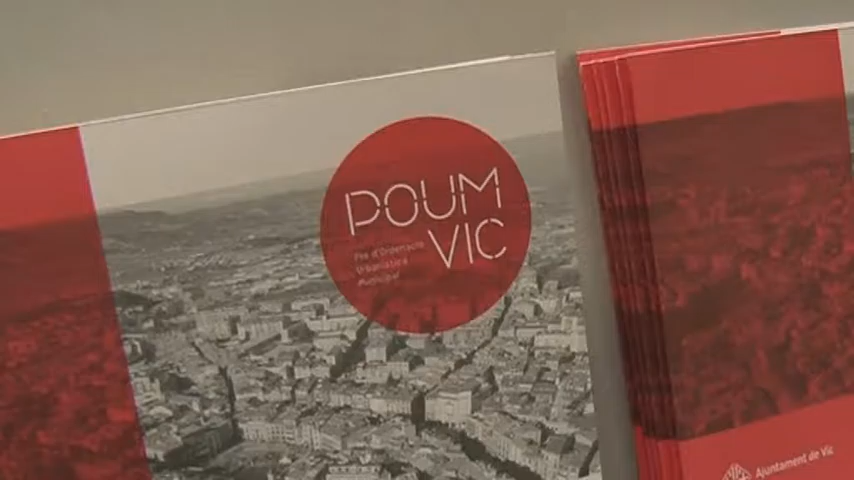 POUM
VIC
Pla d'Ordenació
Urbanística
Municipal
Ajuntament de Vic